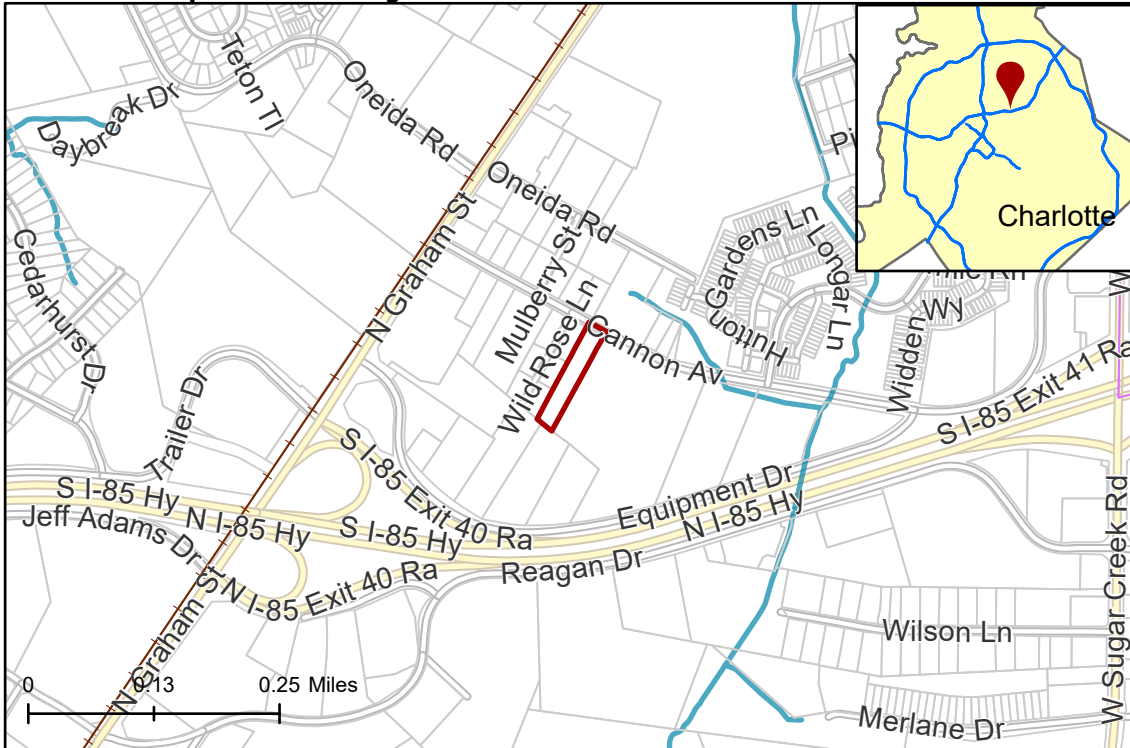 Teton Tl
Oneida Rd
Daybreak Dr
Oneida Rd
Charlotte
N Graham St
Mulberry St
Gardens Ln
Longar Ln
Cedarhurst Dr
Wild Rose Ln
Cannon Av
Hutton
Widden Wy
Trailer Dr
S I-85 Exit 41 Ra
S I-85 Exit 40 Ra
S I-85 Hy
Equipment Dr
N I-85 Hy
Jeff Adams Dr
N I-85 Hy
S I-85 Hy
Reagan Dr
N I-85 Exit 40 Ra
N Graham St
W Sugar Creek Rd
Wilson Ln
0 0.13 0.25 Miles
Merlane Dr